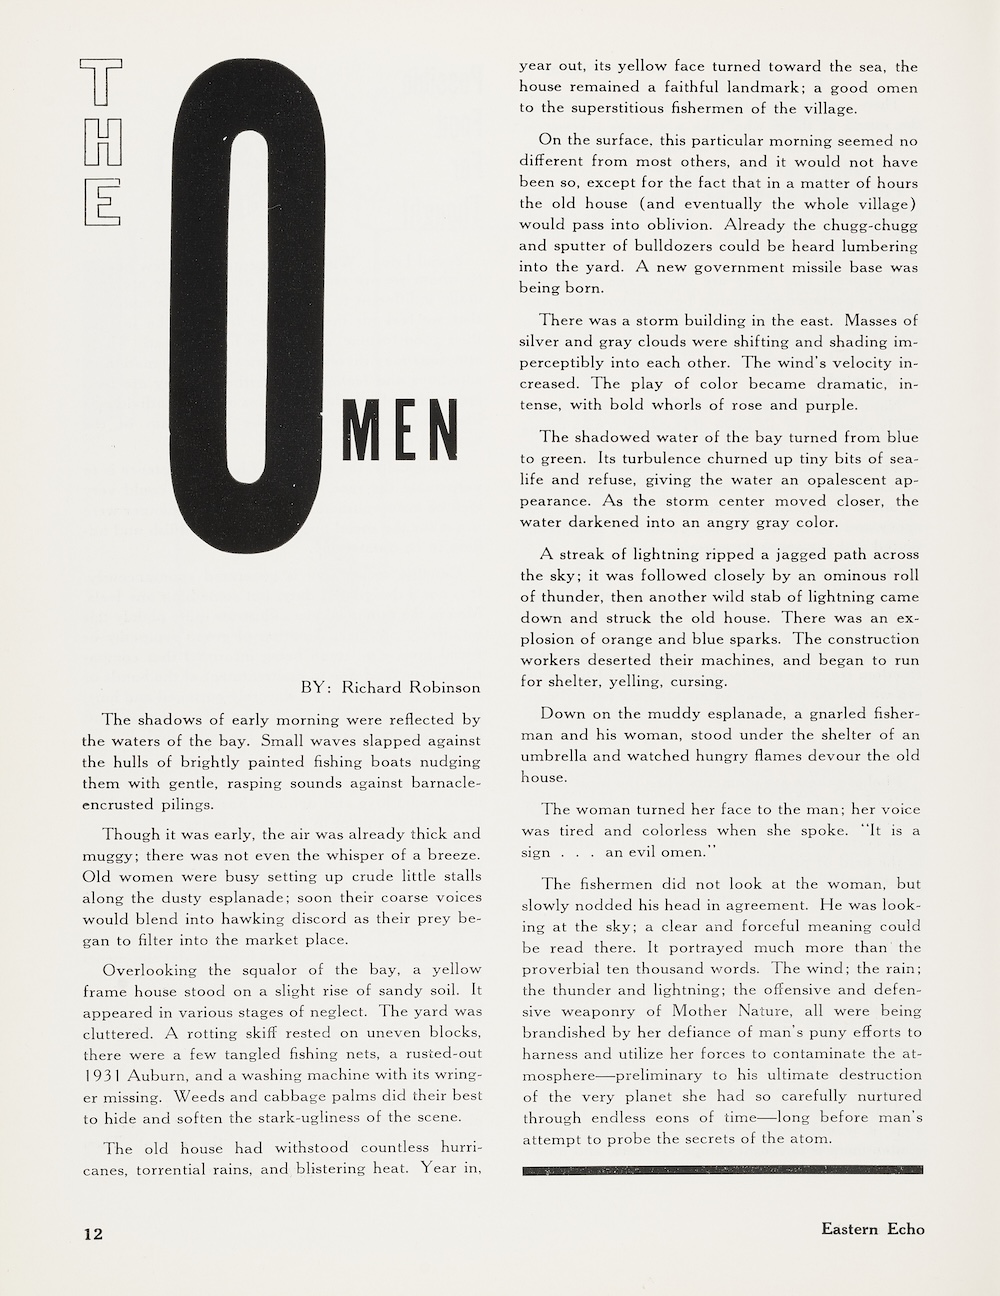 THE
OMEN
BY: Richard Robinson
The shadows of early morning were reflected by
the waters of the bay. Small waves slapped against
the hulls of brightly painted fishing boats nudging
them with gentle, rasping sounds against barnacle-
encrusted pilings.
Though it was early, the air was already thick and
muggy; there was not even the whisper of a breeze.
Old women were busy setting up crude little stalls
along the dusty esplanade; soon their coarse voices
would blend into hawking discord as their prey be-
gan to filter into the market place.
Overlooking the squalor of the bay, a yellow
frame house stood on a slight rise of sandy soil. It
appeared in various stages of neglect. The yard was
cluttered. A rotting skiff rested on uneven blocks,
there were a few tangled fishing nets, a rusted-out
1931 Auburn, and a washing machine with its wring-
er missing. Weeds and cabbage palms did their best
to hide and soften the stark-ugliness of the scene.
The old house had withstood countless hurri-
canes, torrential rains, and blistering heat. Year in,
year out, its yellow face turned toward the sea, the
house remained a faithful landmark; a good omen
to the superstitious fishermen of the village.
On the surface, this particular morning seemed no
different from most others, and it would not have
been so, except for the fact that in a matter of hours
the old house (and eventually the whole village)
would pass into oblivion. Already the chugg-chugg
and sputter of bulldozers could be heard lumbering
into the yard. A new government missile base was
being born.
There was a storm building in the east. Masses of
silver and gray clouds were shifting and shading im-
perceptibly into each other. The wind's velocity in-
creased. The play of color became dramatic, in-
tense, with bold whorls of rose and purple.
The shadowed water of the bay turned from blue
to green. Its turbulence churned up tiny bits of sea-
life and refuse, giving the water an opalescent ap-
pearance. As the storm center moved closer, the
water darkened into an angry gray color.
A streak of lightning ripped a jagged path across
the sky; it was followed closely by an ominous roll
of thunder, then another wild stab of lightning came
down and struck the old house. There was an ex-
plosion of orange and blue sparks. The construction
workers deserted their machines, and began to run
for shelter, yelling, cursing.
Down on the muddy esplanade, a gnarled fisher-
man and his woman, stood under the shelter of an
umbrella and watched hungry flames devour the old
house.
The woman turned her face to the man; her voice
was tired and colorless when she spoke. "It is a
sign . . . an evil omen."
The fishermen did not look at the woman, but
slowly nodded his head in agreement. He was look-
ing at the sky; a clear and forceful meaning could
be read there. It portrayed much more than the
proverbial ten thousand words. The wind; the rain;
the thunder and lightning; the offensive and defen-
sive weaponry of Mother Nature, all were being
brandished by her defiance of man's puny efforts to
harness and utilize her forces to contaminate the at-
mosphere—preliminary to his ultimate destruction
of the very planet she had so carefully nurtured
through endless eons of time—long before man's
attempt to probe the secrets of the atom.
12
Eastern Echo